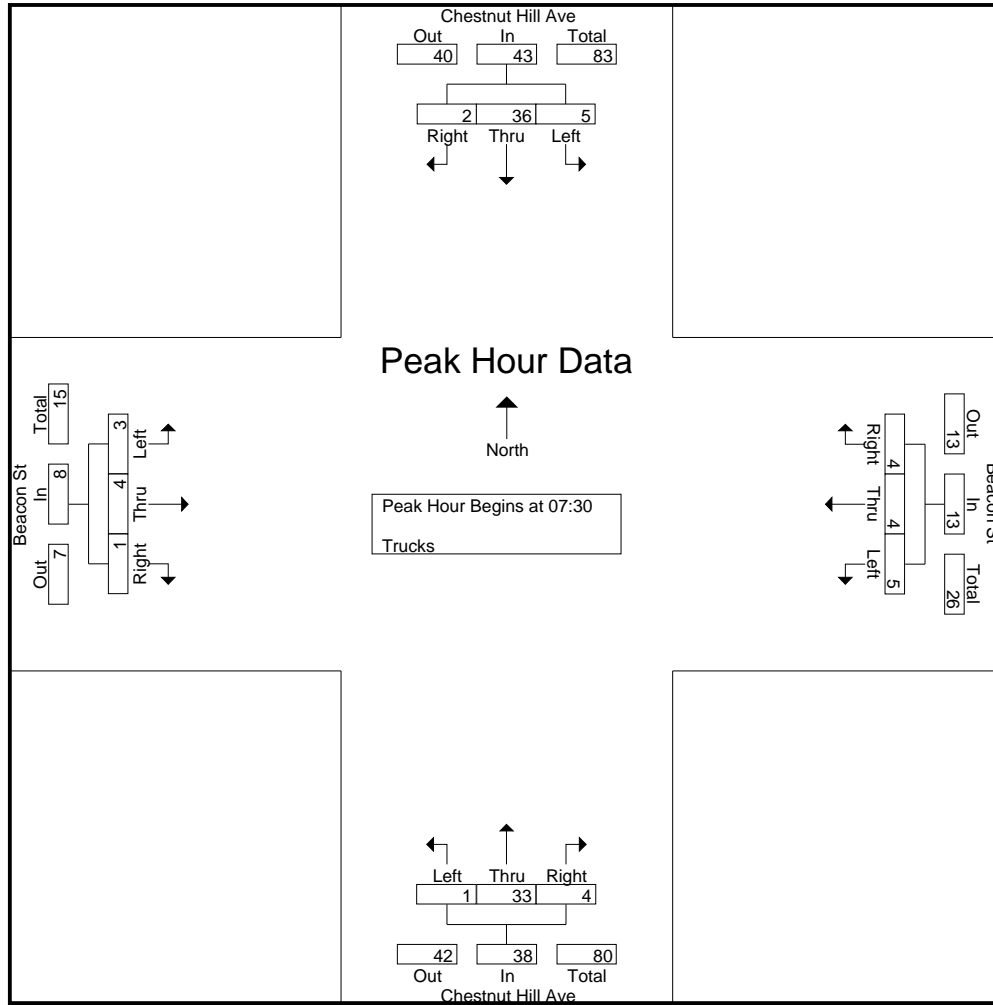 Chestnut Hill Ave
Out In Total
40 43 83
2 36 5
Right Thru Left
Peak Hour Data
North
Peak Hour Begins at 07:30
Trucks
Beacon St
Total In Out
15 8 7
3 4 1
Left Thru Right
Right Thru Left
4 4 5
Out In Total
13 13 26
Beacon St
Left Thru Right
1 33 4
42 38 80
Out In Total
Chestnut Hill Ave